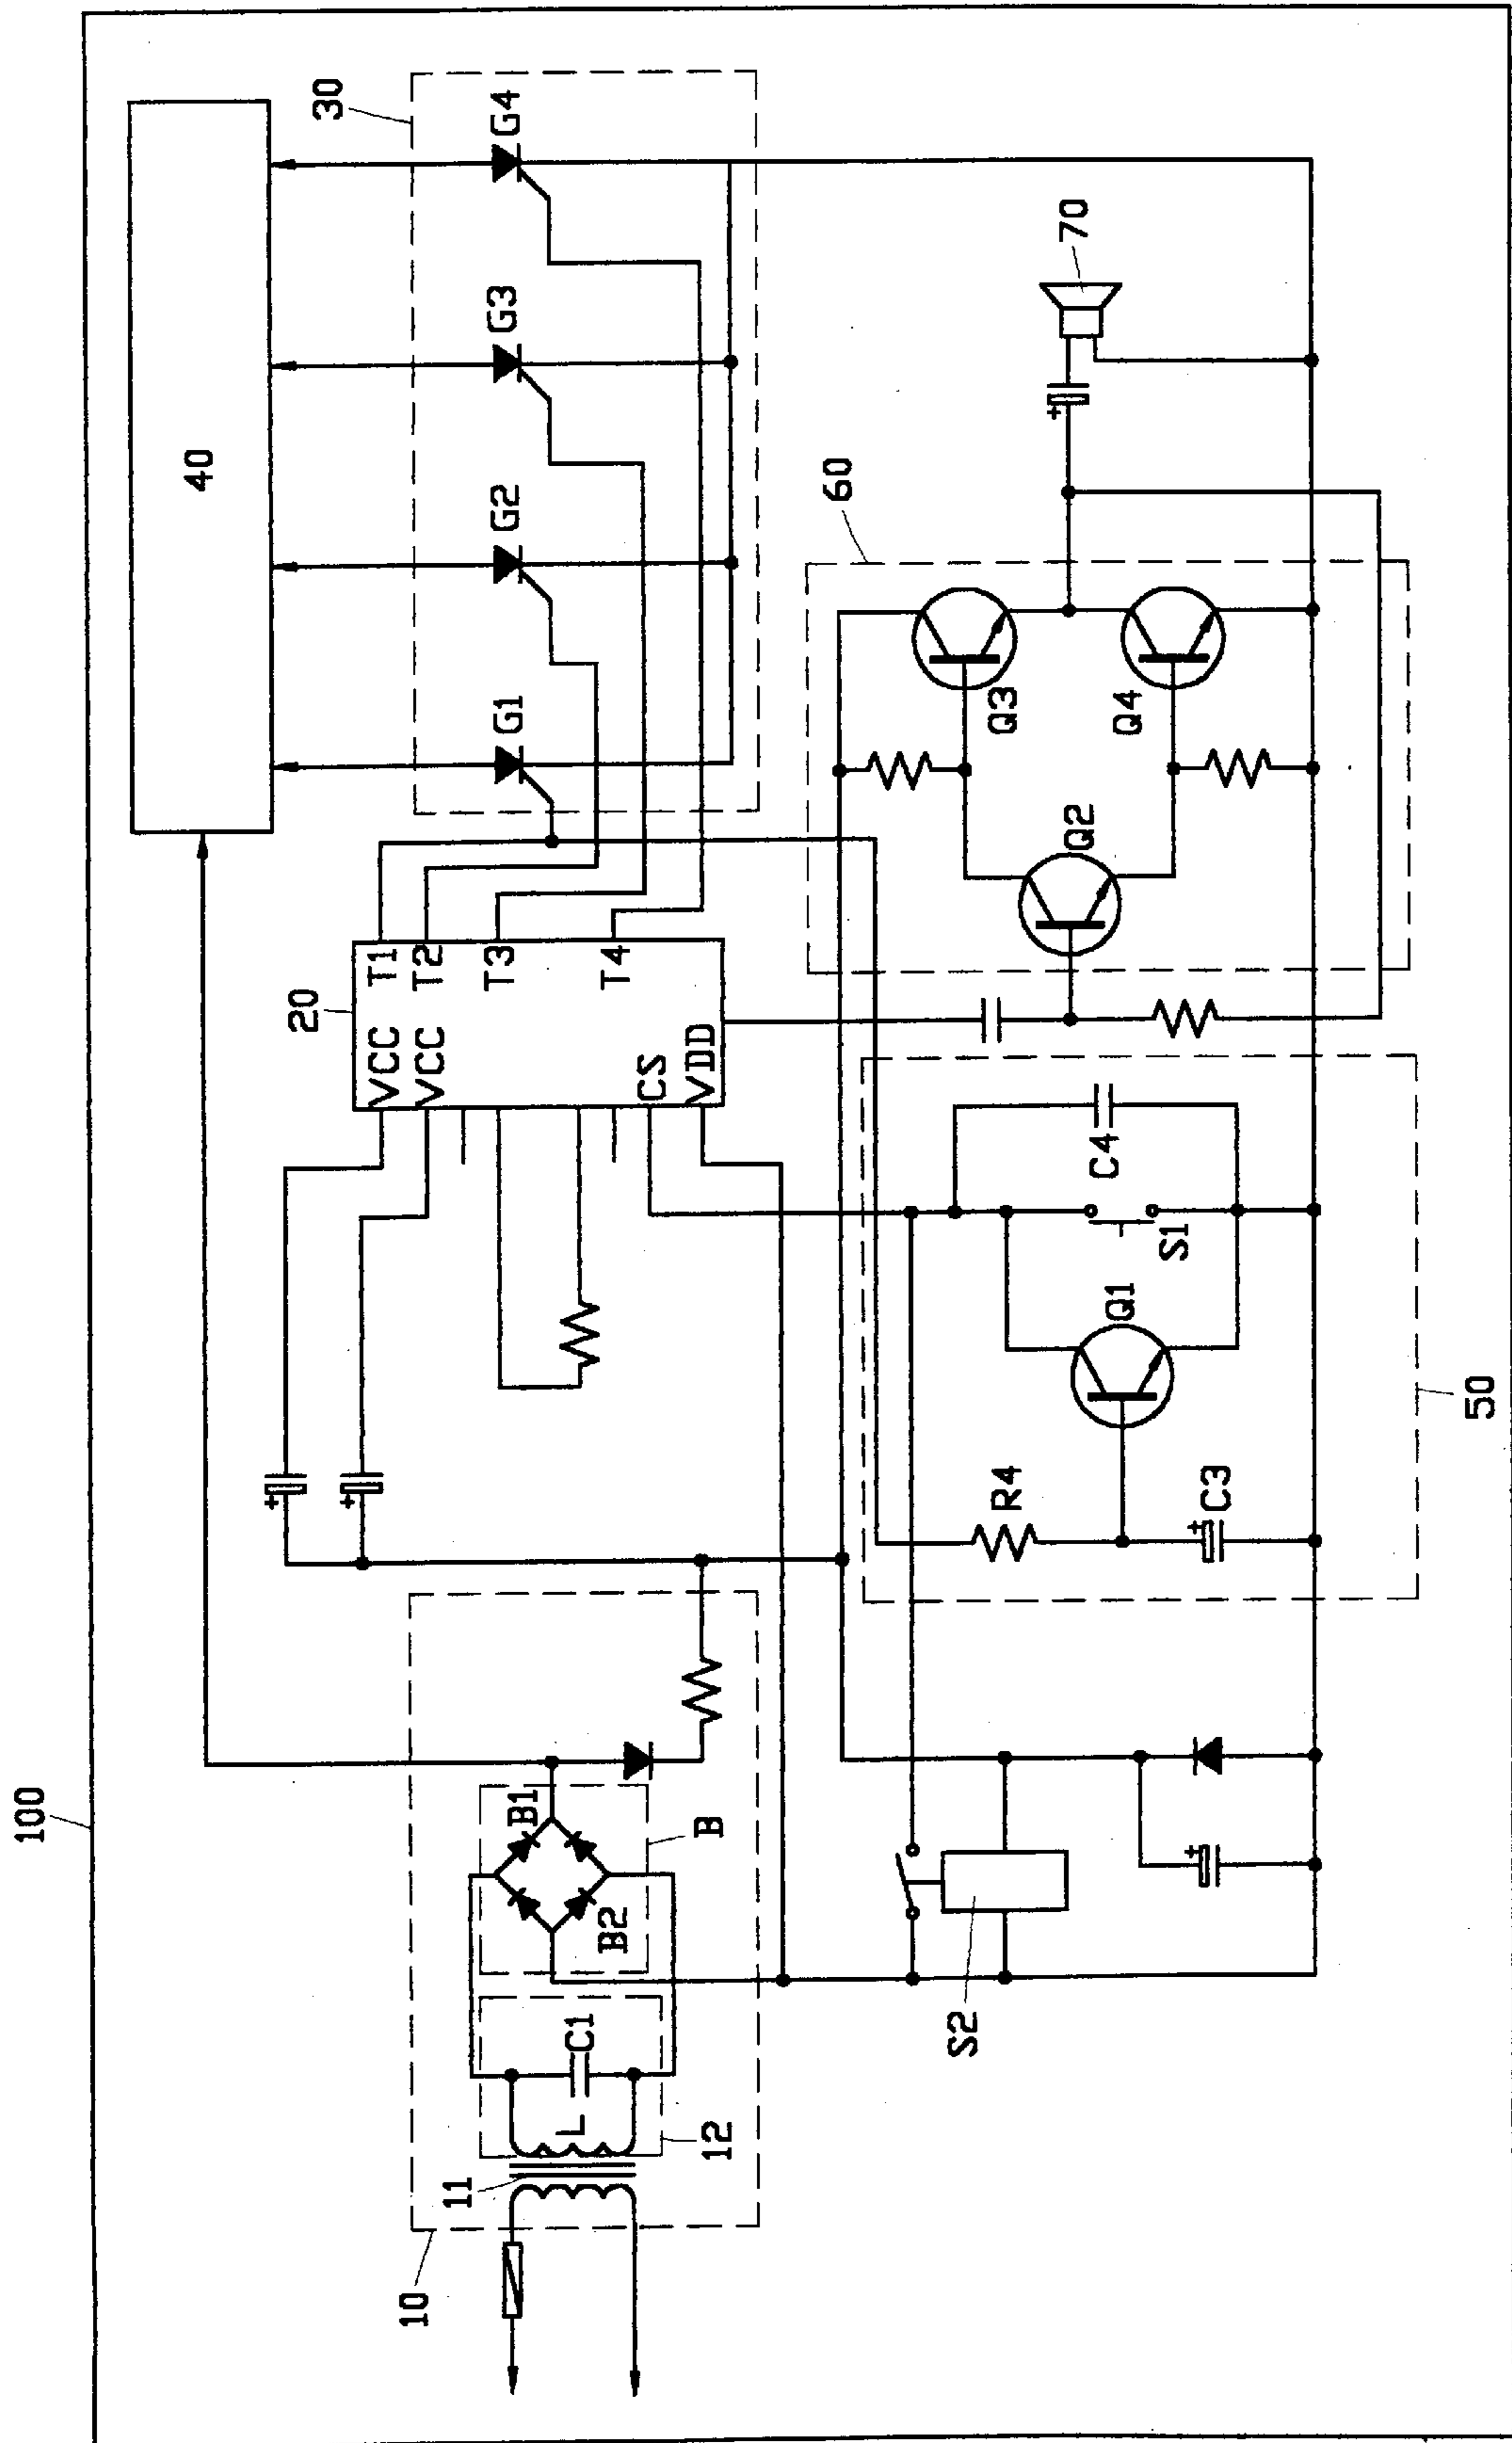 100
40
30
G1
G2
G3
G4
20
VCC
VCC
CS
VDD
T1
T2
T3
T4
10
11
12
L
C1
B1
B2
B
S2
R4
C3
Q1
S1
C4
50
60
Q2
Q3
Q4
70
+
+
+
+
+